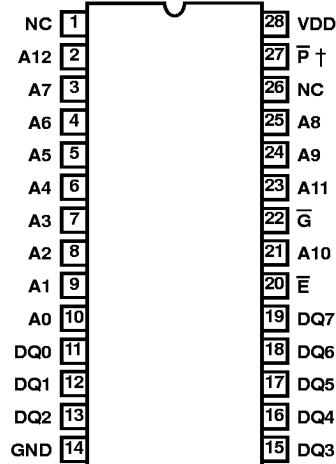 NC 1 28 VDD
A12 2 27 P̅ †
A7 3 26 NC
A6 4 25 A8
A5 5 24 A9
A4 6 23 A11
A3 7 22 G̅
A2 8 21 A10
A1 9 20 E̅
A0 10 19 DQ7
DQ0 11 18 DQ6
DQ1 12 17 DQ5
DQ2 13 16 DQ4
GND 14 15 DQ3